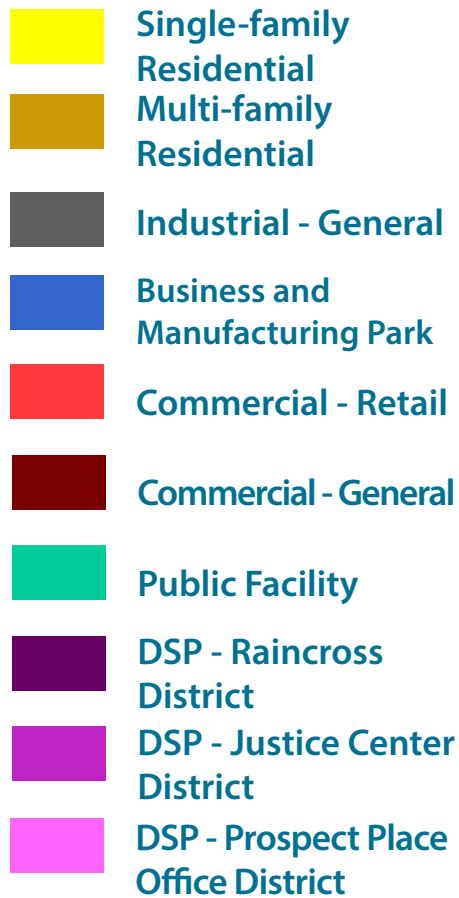 Single-family
Residential
Multi-family
Residential
Industrial - General
Business and
Manufacturing Park
Commercial - Retail
Commercial - General
Public Facility
DSP - Raincross
District
DSP - Justice Center
District
DSP - Prospect Place
Office District